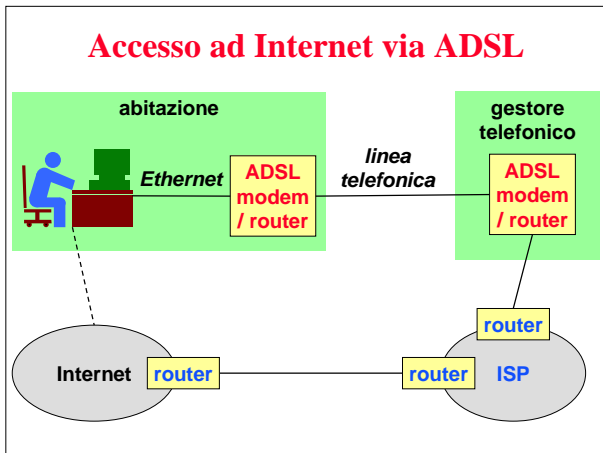 Accesso ad Internet via ADSL
abitazione
gestore
telefonico
Ethernet
ADSL
modem
/ router
linea
telefonica
ADSL
modem
/ router
router
Internet
router
router
ISP